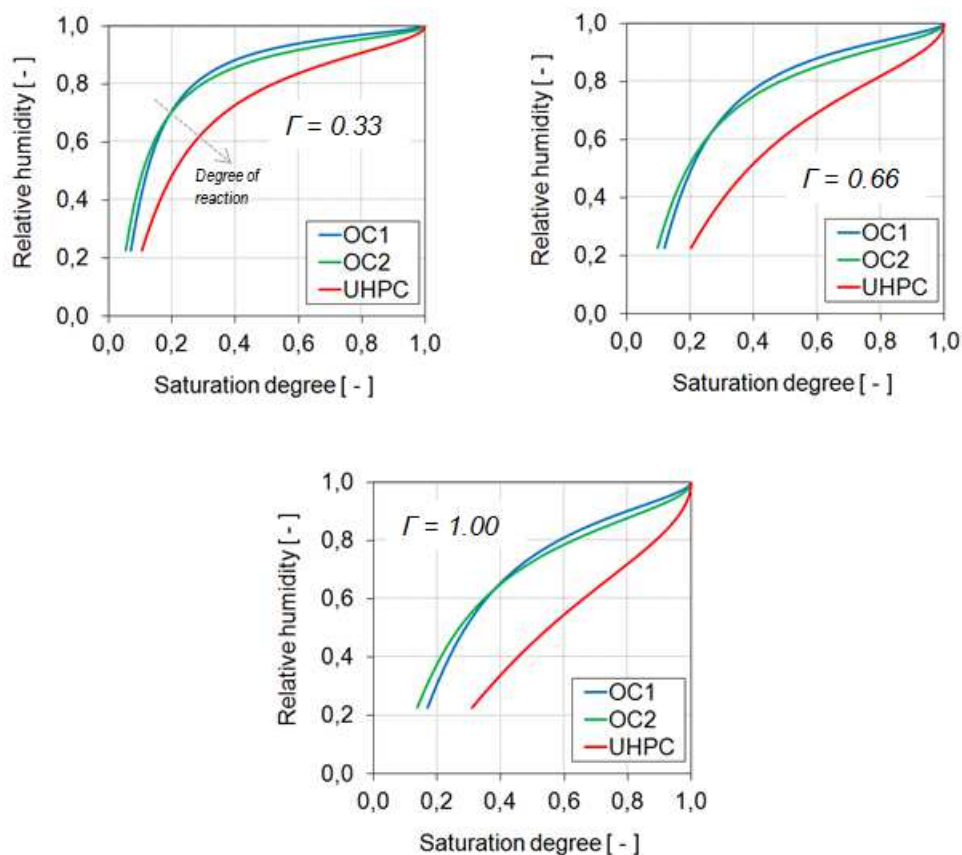 1,0
0,8
0,6
0,4
0,2
0,0
Relative humidity [ - ]
Γ = 0.33
Degree of
reaction
OC1
OC2
UHPC
0,0 0,2 0,4 0,6 0,8 1,0
Saturation degree [ - ]
1,0
0,8
0,6
0,4
0,2
0,0
Relative humidity [ - ]
Γ = 0.66
OC1
OC2
UHPC
0,0 0,2 0,4 0,6 0,8 1,0
Saturation degree [ - ]
1,0
0,8
0,6
0,4
0,2
0,0
Relative humidity [ - ]
Γ = 1.00
OC1
OC2
UHPC
0,0 0,2 0,4 0,6 0,8 1,0
Saturation degree [ - ]